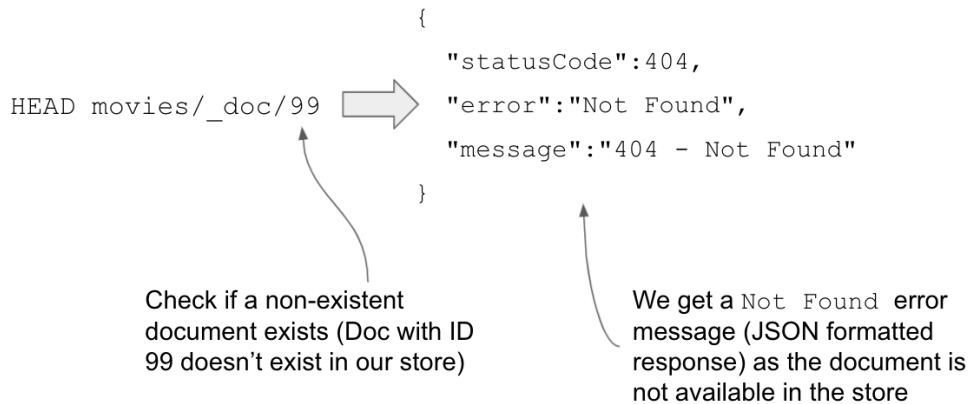 {
"statusCode":404,
HEAD movies/_doc/99
"error":"Not Found",
"message":"404 - Not Found"
}
Check if a non-existent
document exists (Doc with ID
99 doesn’t exist in our store)
We get a Not Found error
message (JSON formatted
response) as the document is
not available in the store